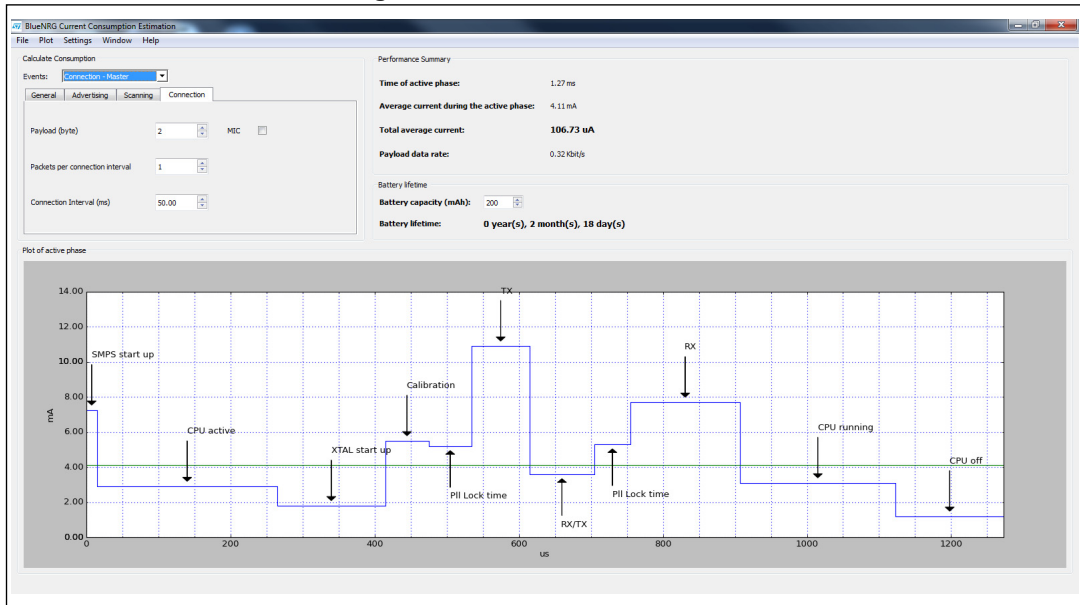 BlueNRG Current Consumption Estimation
File Plot Settings Window Help
Calculate Consumption
Events: Connection - Master
General Advertising Scanning Connection
Payload (byte) 2 MIC
Packets per connection interval 1
Connection Interval (ms) 50.00
Performance Summary
Time of active phase: 1.27 ms
Average current during the active phase: 4.11 mA
Total average current: 106.73 uA
Payload data rate: 0.32 Kbit/s
Battery lifetime
Battery capacity (mAh): 200
Battery lifetime: 0 year(s), 2 month(s), 18 day(s)
Plot of active phase
14.00
12.00
10.00
8.00
6.00
4.00
2.00
0.00
mA
SMPS start up
CPU active
XTAL start up
Calibration
Pll Lock time
TX
RX/TX
Pll Lock time
RX
CPU running
CPU off
0 200 400 600 800 1000 1200
us